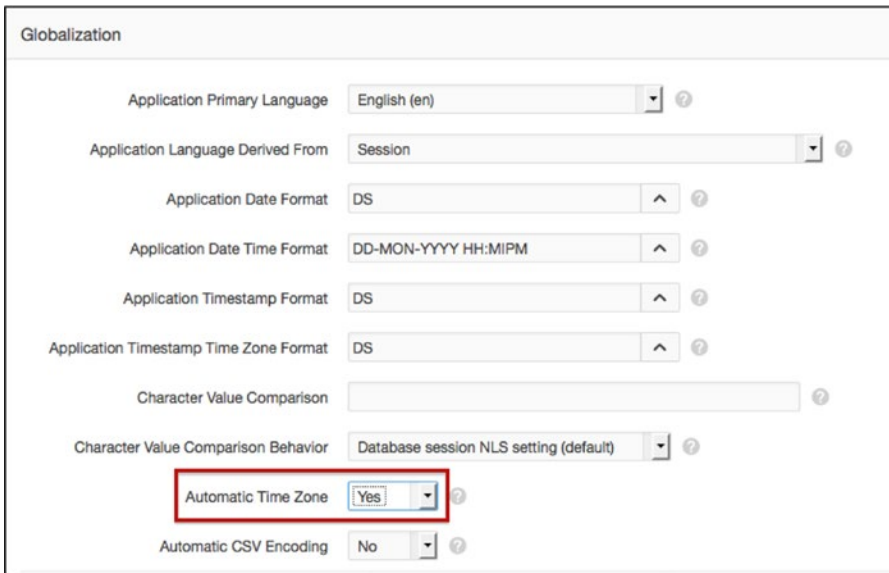 Globalization
Application Primary Language English (en)
Application Language Derived From Session
Application Date Format DS
Application Date Time Format DD-MON-YYYY HH:MIPM
Application Timestamp Format DS
Application Timestamp Time Zone Format DS
Character Value Comparison
Character Value Comparison Behavior Database session NLS setting (default)
Automatic Time Zone Yes
Automatic CSV Encoding No